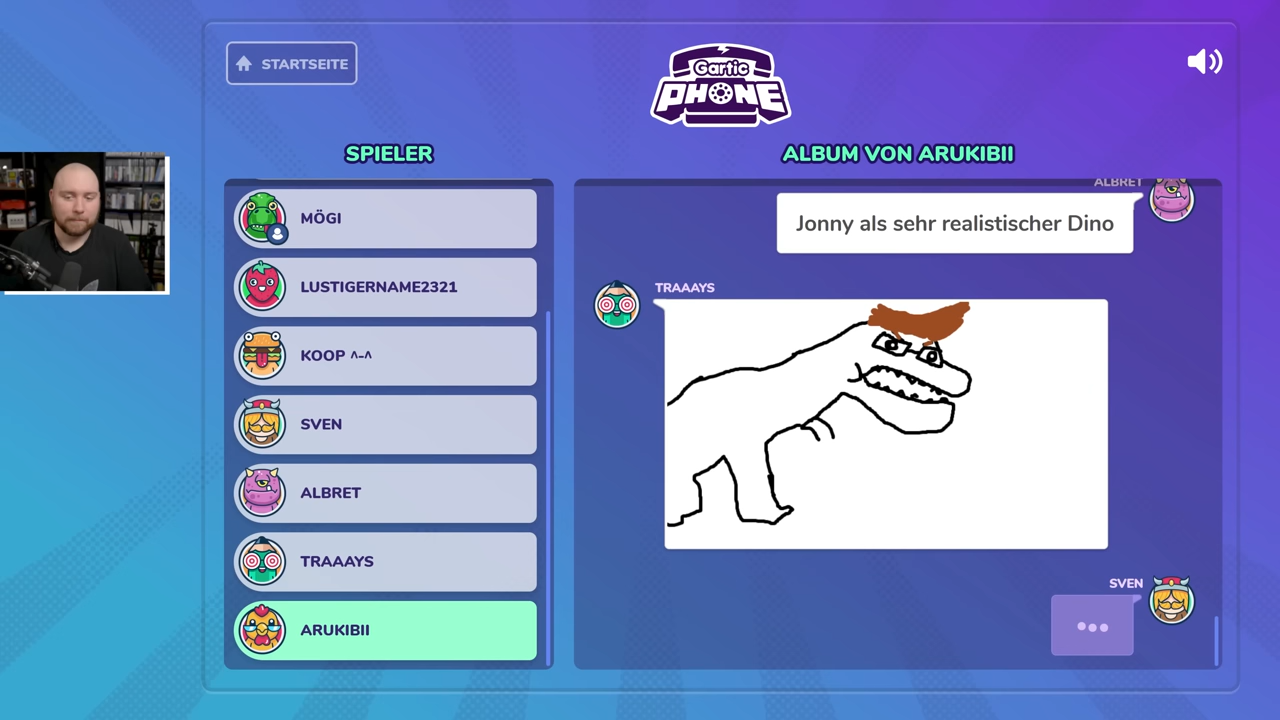 STARTSEITE
Gartic
PHONE
SPIELER
ALBUM VON ARUKIBII
MÖGI
LUSTIGERNAME2321
KOOP ^-^
SVEN
ALBRET
TRAAAYS
ARUKIBII
ALBRET
Jonny als sehr realistischer Dino
TRAAAYS
SVEN